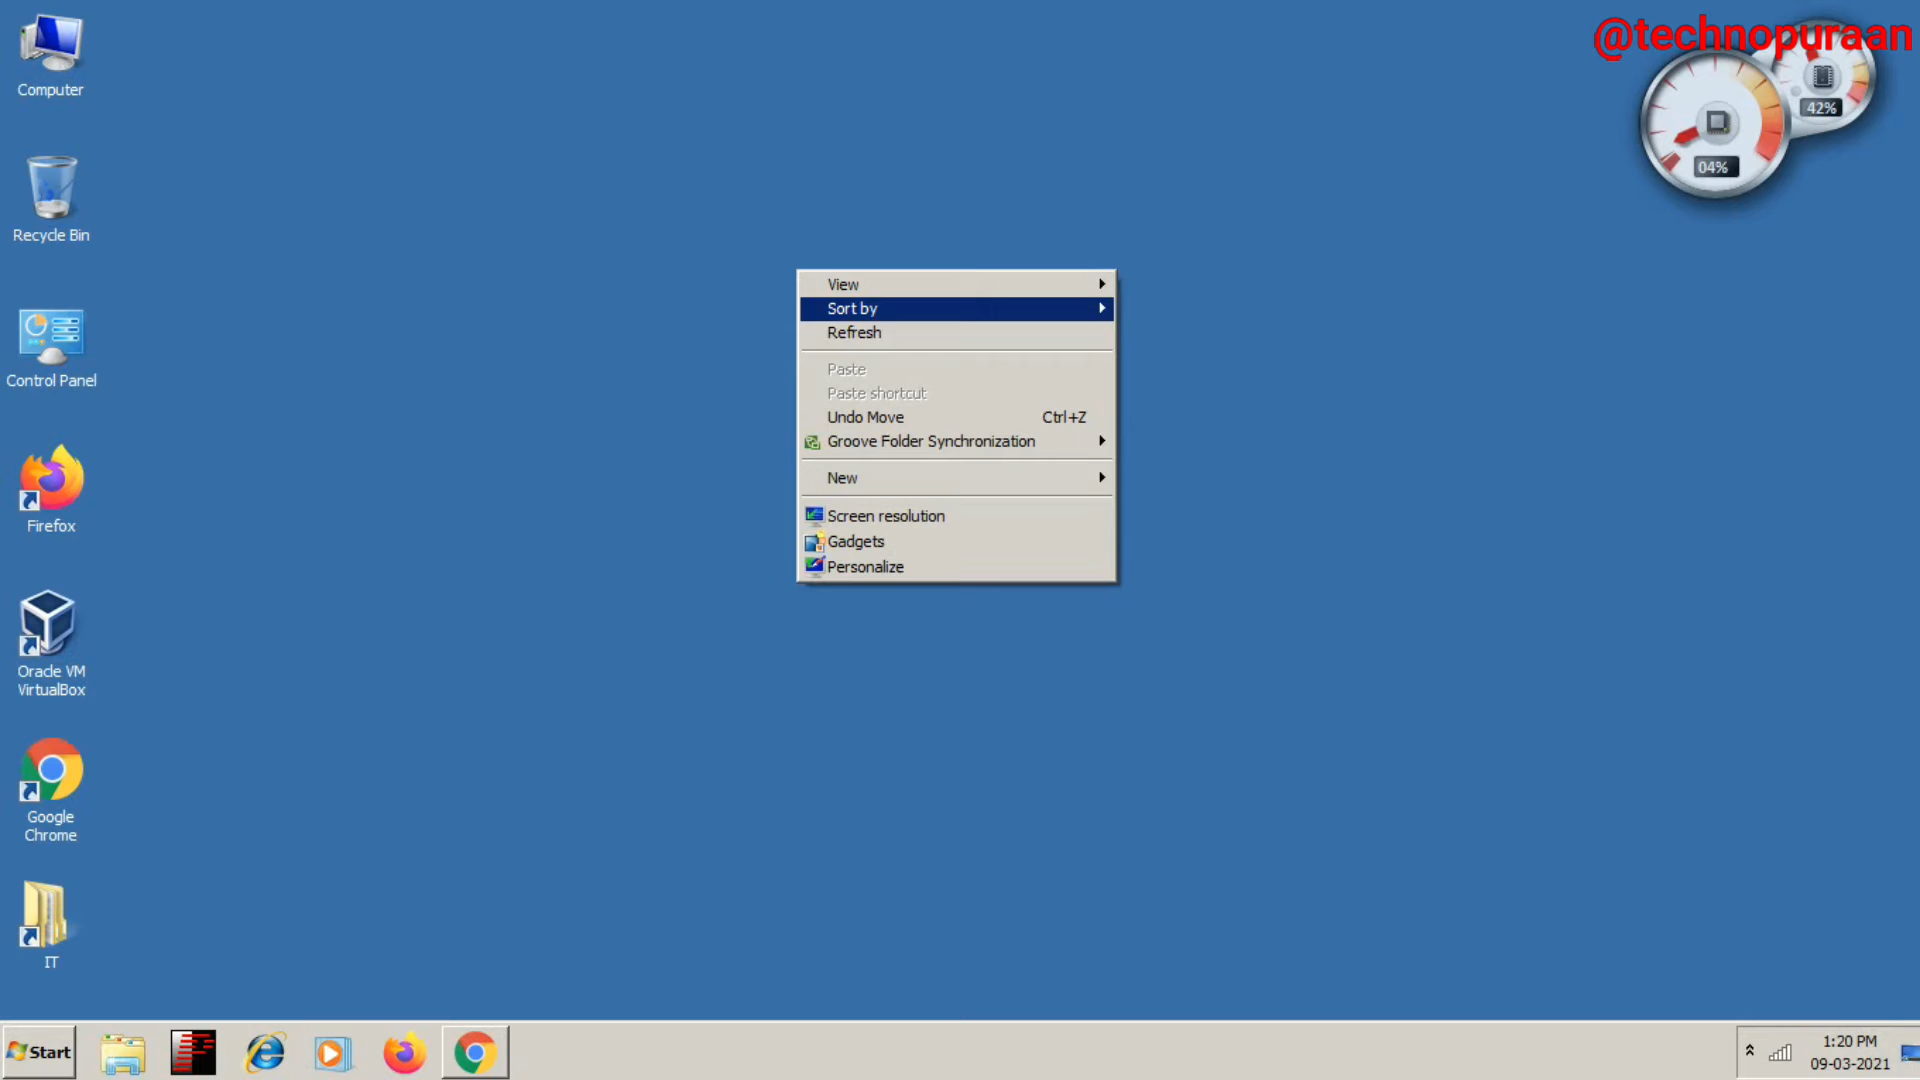 @technopuraan
42%
04%
Computer
Recycle Bin
Control Panel
Firefox
Oracle VM
VirtualBox
Google
Chrome
IT
View
Sort by
Refresh
Paste
Paste shortcut
Undo Move Ctrl+Z
Groove Folder Synchronization
New
Screen resolution
Gadgets
Personalize
Start
1:20 PM
09-03-2021